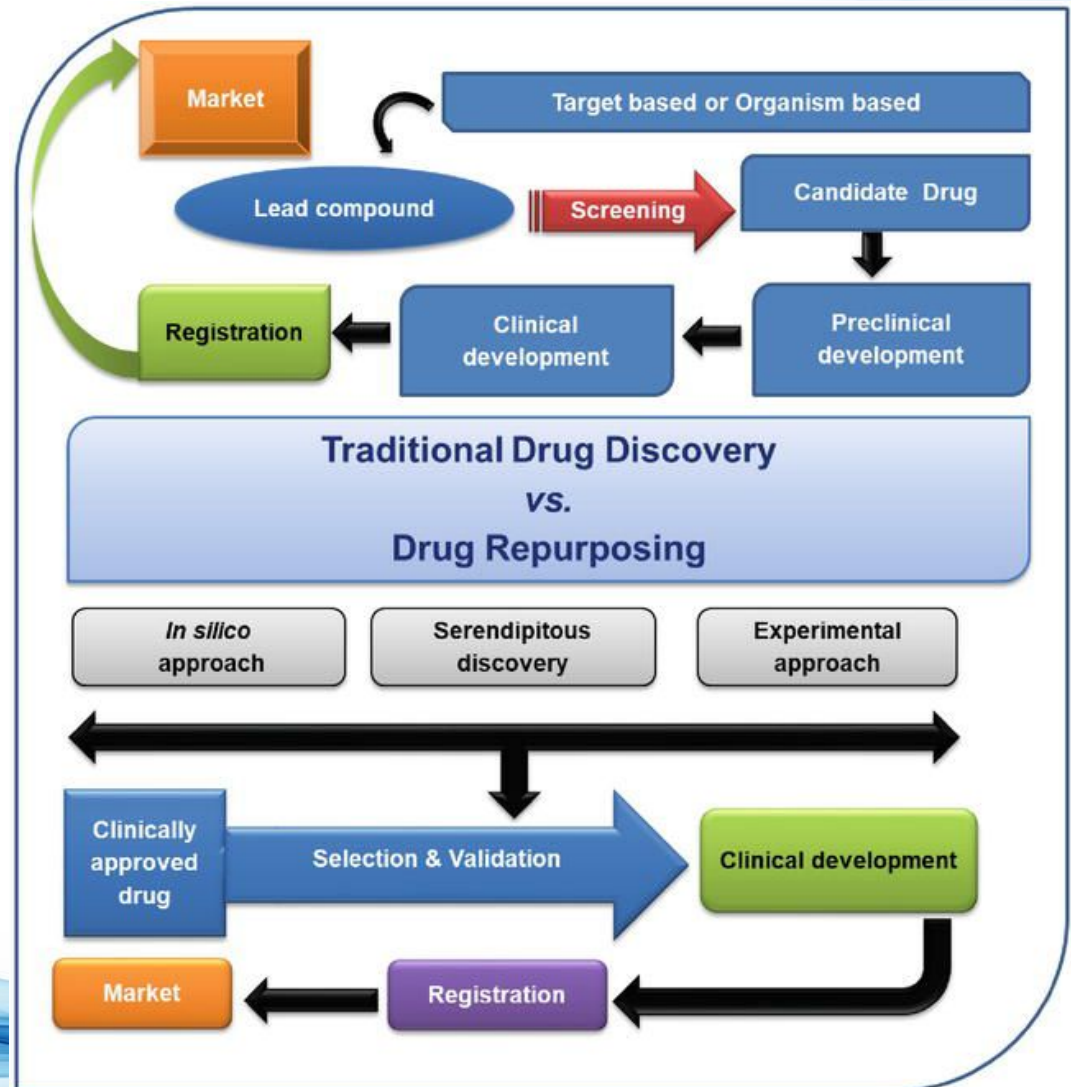 Market
Target based or Organism based
Lead compound
Screening
Candidate Drug
Registration
Clinical
development
Preclinical
development
Traditional Drug Discovery
vs.
Drug Repurposing
In silico
approach
Serendipitous
discovery
Experimental
approach
Clinically
approved
drug
Selection & Validation
Clinical development
Market
Registration